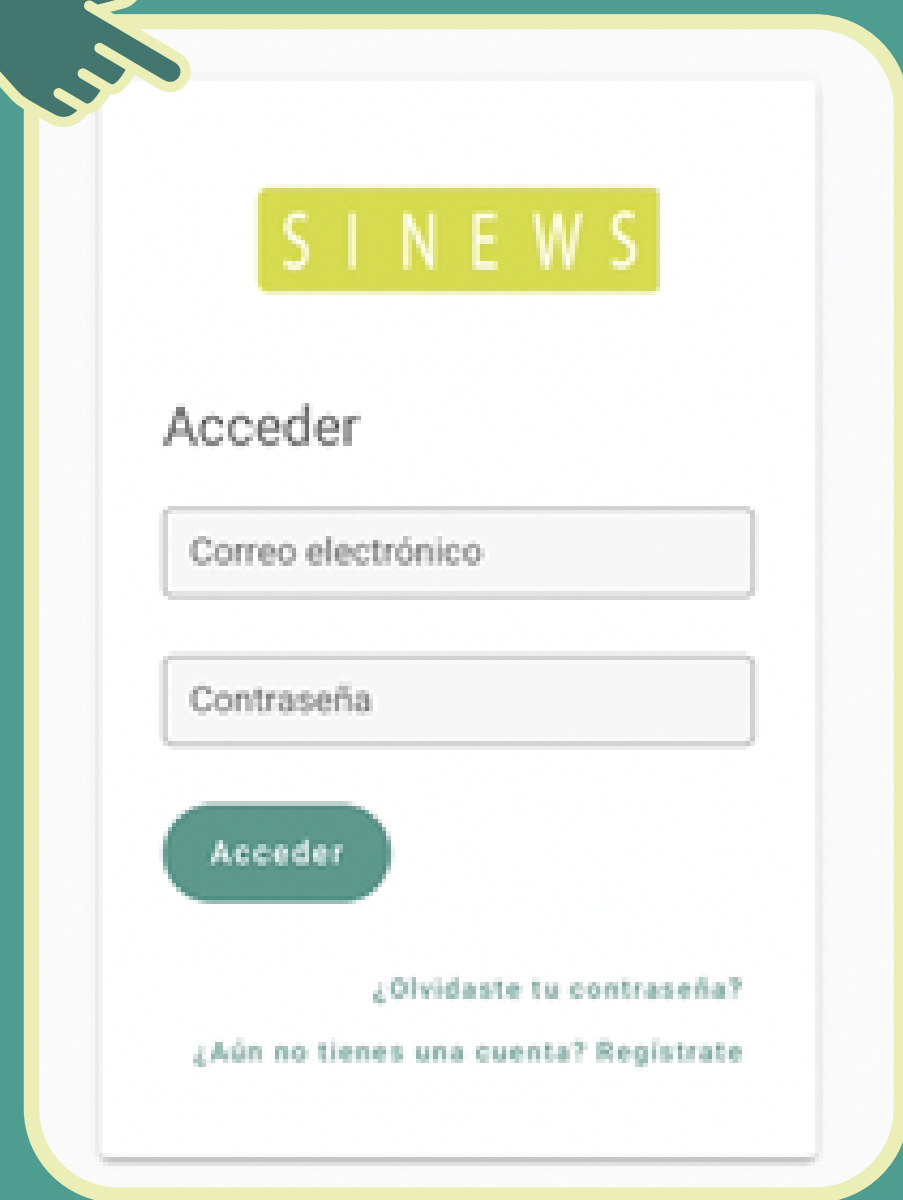 SINEWS
Acceder
Correo electrónico
Contraseña
Acceder
¿Olvidaste tu contraseña?
¿Aún no tienes una cuenta? Regístrate